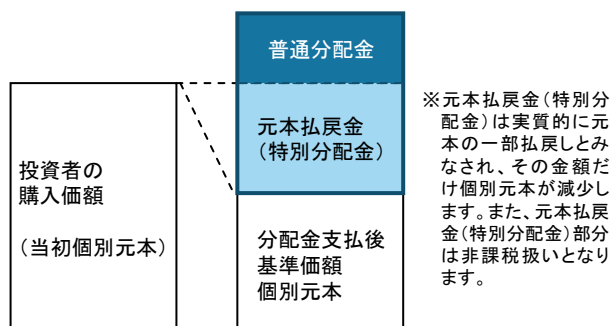 普通分配金
元本払戻金
（特別分配金）
投資者の
購入価額
（当初個別元本）
分配金支払後
基準価額
個別元本
※元本払戻金（特別分
配金）は実質的に元
本の一部払戻しとみ
なされ、その金額だ
け個別元本が減少し
ます。また、元本払戻
金（特別分配金）部分
は非課税扱いとなり
ます。